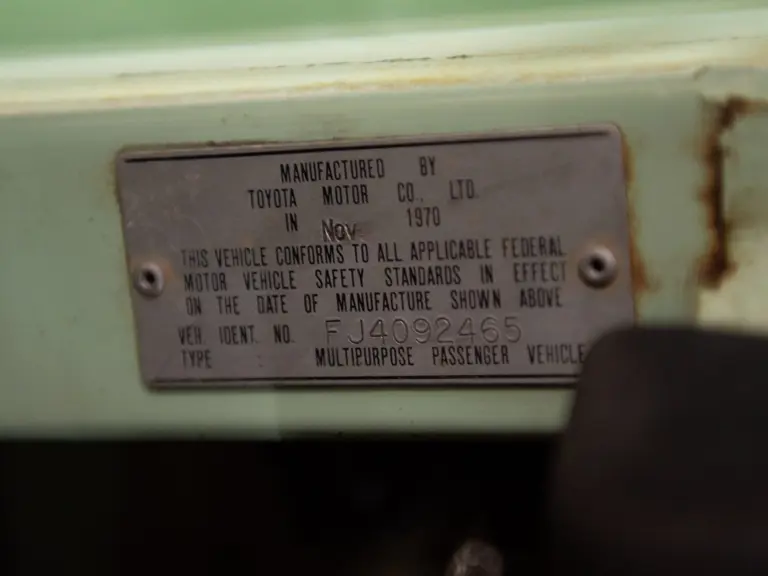 MANUFACTURED BY
TOYOTA MOTOR CO., LTD.
IN Nov 1970
THIS VEHICLE CONFORMS TO ALL APPLICABLE FEDERAL
MOTOR VEHICLE SAFETY STANDARDS IN EFFECT
ON THE DATE OF MANUFACTURE SHOWN ABOVE
VEH. IDENT. NO. FJ4092465
TYPE : MULTIPURPOSE PASSENGER VEHICLE